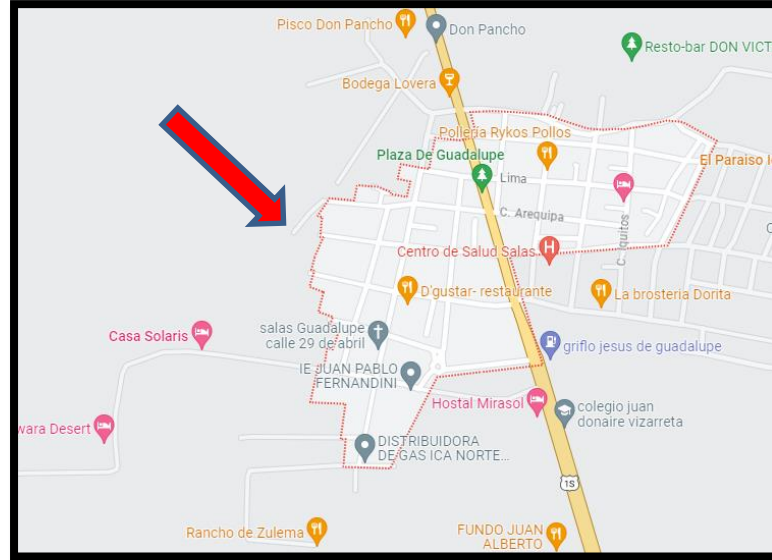 Pisco Don Pancho
Don Pancho
Resto-bar DON VICT
Bodega Lovera
Pollería Rykos Pollos
Plaza De Guadalupe
El Paraiso
Lima
C. Arequipa
C. Iquitos
Centro de Salud Salas
H
D'gustar- restaurante
La brosteria Dorita
salas Guadalupe
calle 29 de abril
Casa Solaris
griflo jesus de guadalupe
IE JUAN PABLO
FERNANDINI
Hostal Mirasol
colegio juan
donaire vizarreta
wara Desert
DISTRIBUIDORA
DE GAS ICA NORTE...
1S
Rancho de Zulema
FUNDO JUAN
ALBERTO